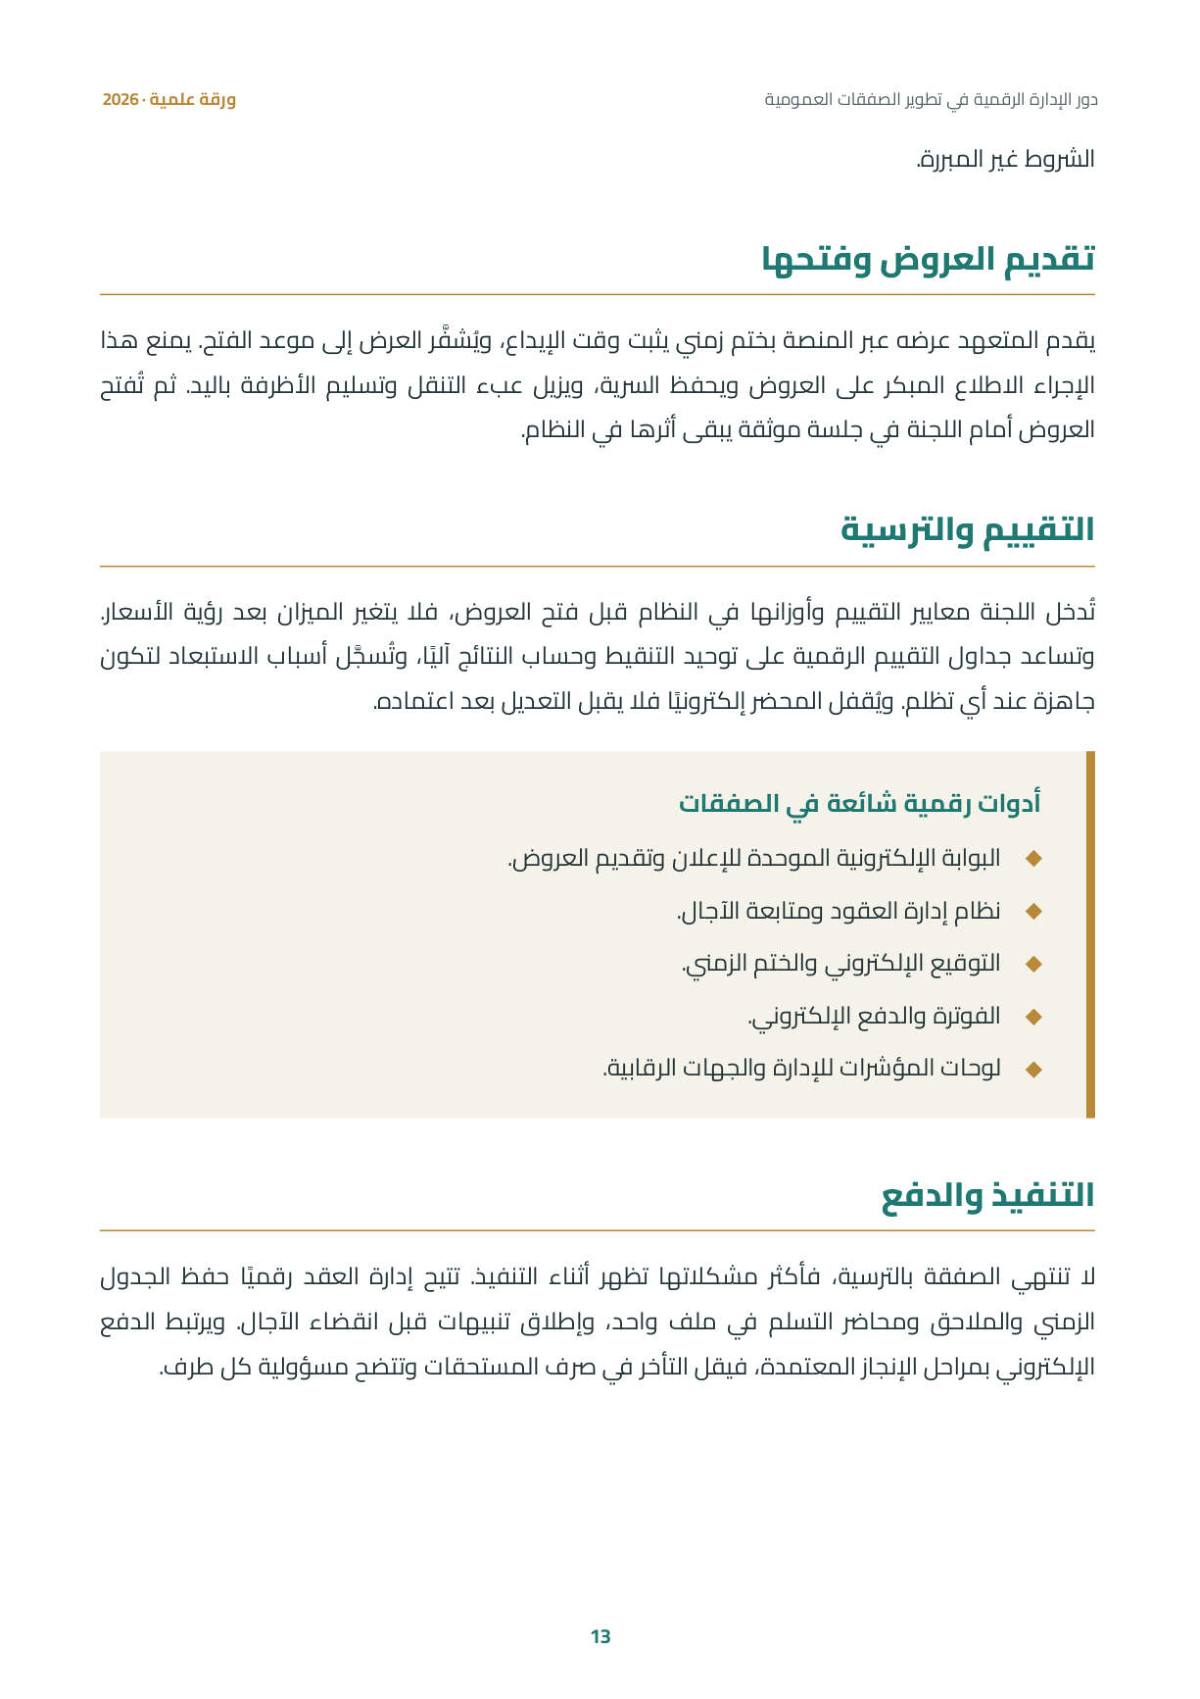 دور الإدارة الرقمية في تطوير الصفقات العمومية
ورقة علمية · 2026
الشروط غير المبررة.
تقديم العروض وفتحها
يقدم المتعهد عرضه عبر المنصة بختم زمني يثبت وقت الإيداع، ويُشفَّر العرض إلى موعد الفتح. يمنع هذا
الإجراء الاطلاع المبكر على العروض ويحفظ السرية، ويزيل عبء التنقل وتسليم الأظرفة باليد. ثم تُفتح
العروض أمام اللجنة في جلسة موثقة يبقى أثرها في النظام.
التقييم والترسية
تُدخل اللجنة معايير التقييم وأوزانها في النظام قبل فتح العروض، فلا يتغير الميزان بعد رؤية الأسعار.
وتساعد جداول التقييم الرقمية على توحيد التنقيط وحساب النتائج آليًا، وتُسجَّل أسباب الاستبعاد لتكون
جاهزة عند أي تظلم. ويُقفل المحضر إلكترونيًا فلا يقبل التعديل بعد اعتماده.
أدوات رقمية شائعة في الصفقات
◆ البوابة الإلكترونية الموحدة للإعلان وتقديم العروض.
◆ نظام إدارة العقود ومتابعة الآجال.
◆ التوقيع الإلكتروني والختم الزمني.
◆ الفوترة والدفع الإلكتروني.
◆ لوحات المؤشرات للإدارة والجهات الرقابية.
التنفيذ والدفع
لا تنتهي الصفقة بالترسية، فأكثر مشكلاتها تظهر أثناء التنفيذ. تتيح إدارة العقد رقميًا حفظ الجدول
الزمني والملاحق ومحاضر التسلم في ملف واحد، وإطلاق تنبيهات قبل انقضاء الآجال. ويرتبط الدفع
الإلكتروني بمراحل الإنجاز المعتمدة، فيقل التأخر في صرف المستحقات وتتضح مسؤولية كل طرف.
13